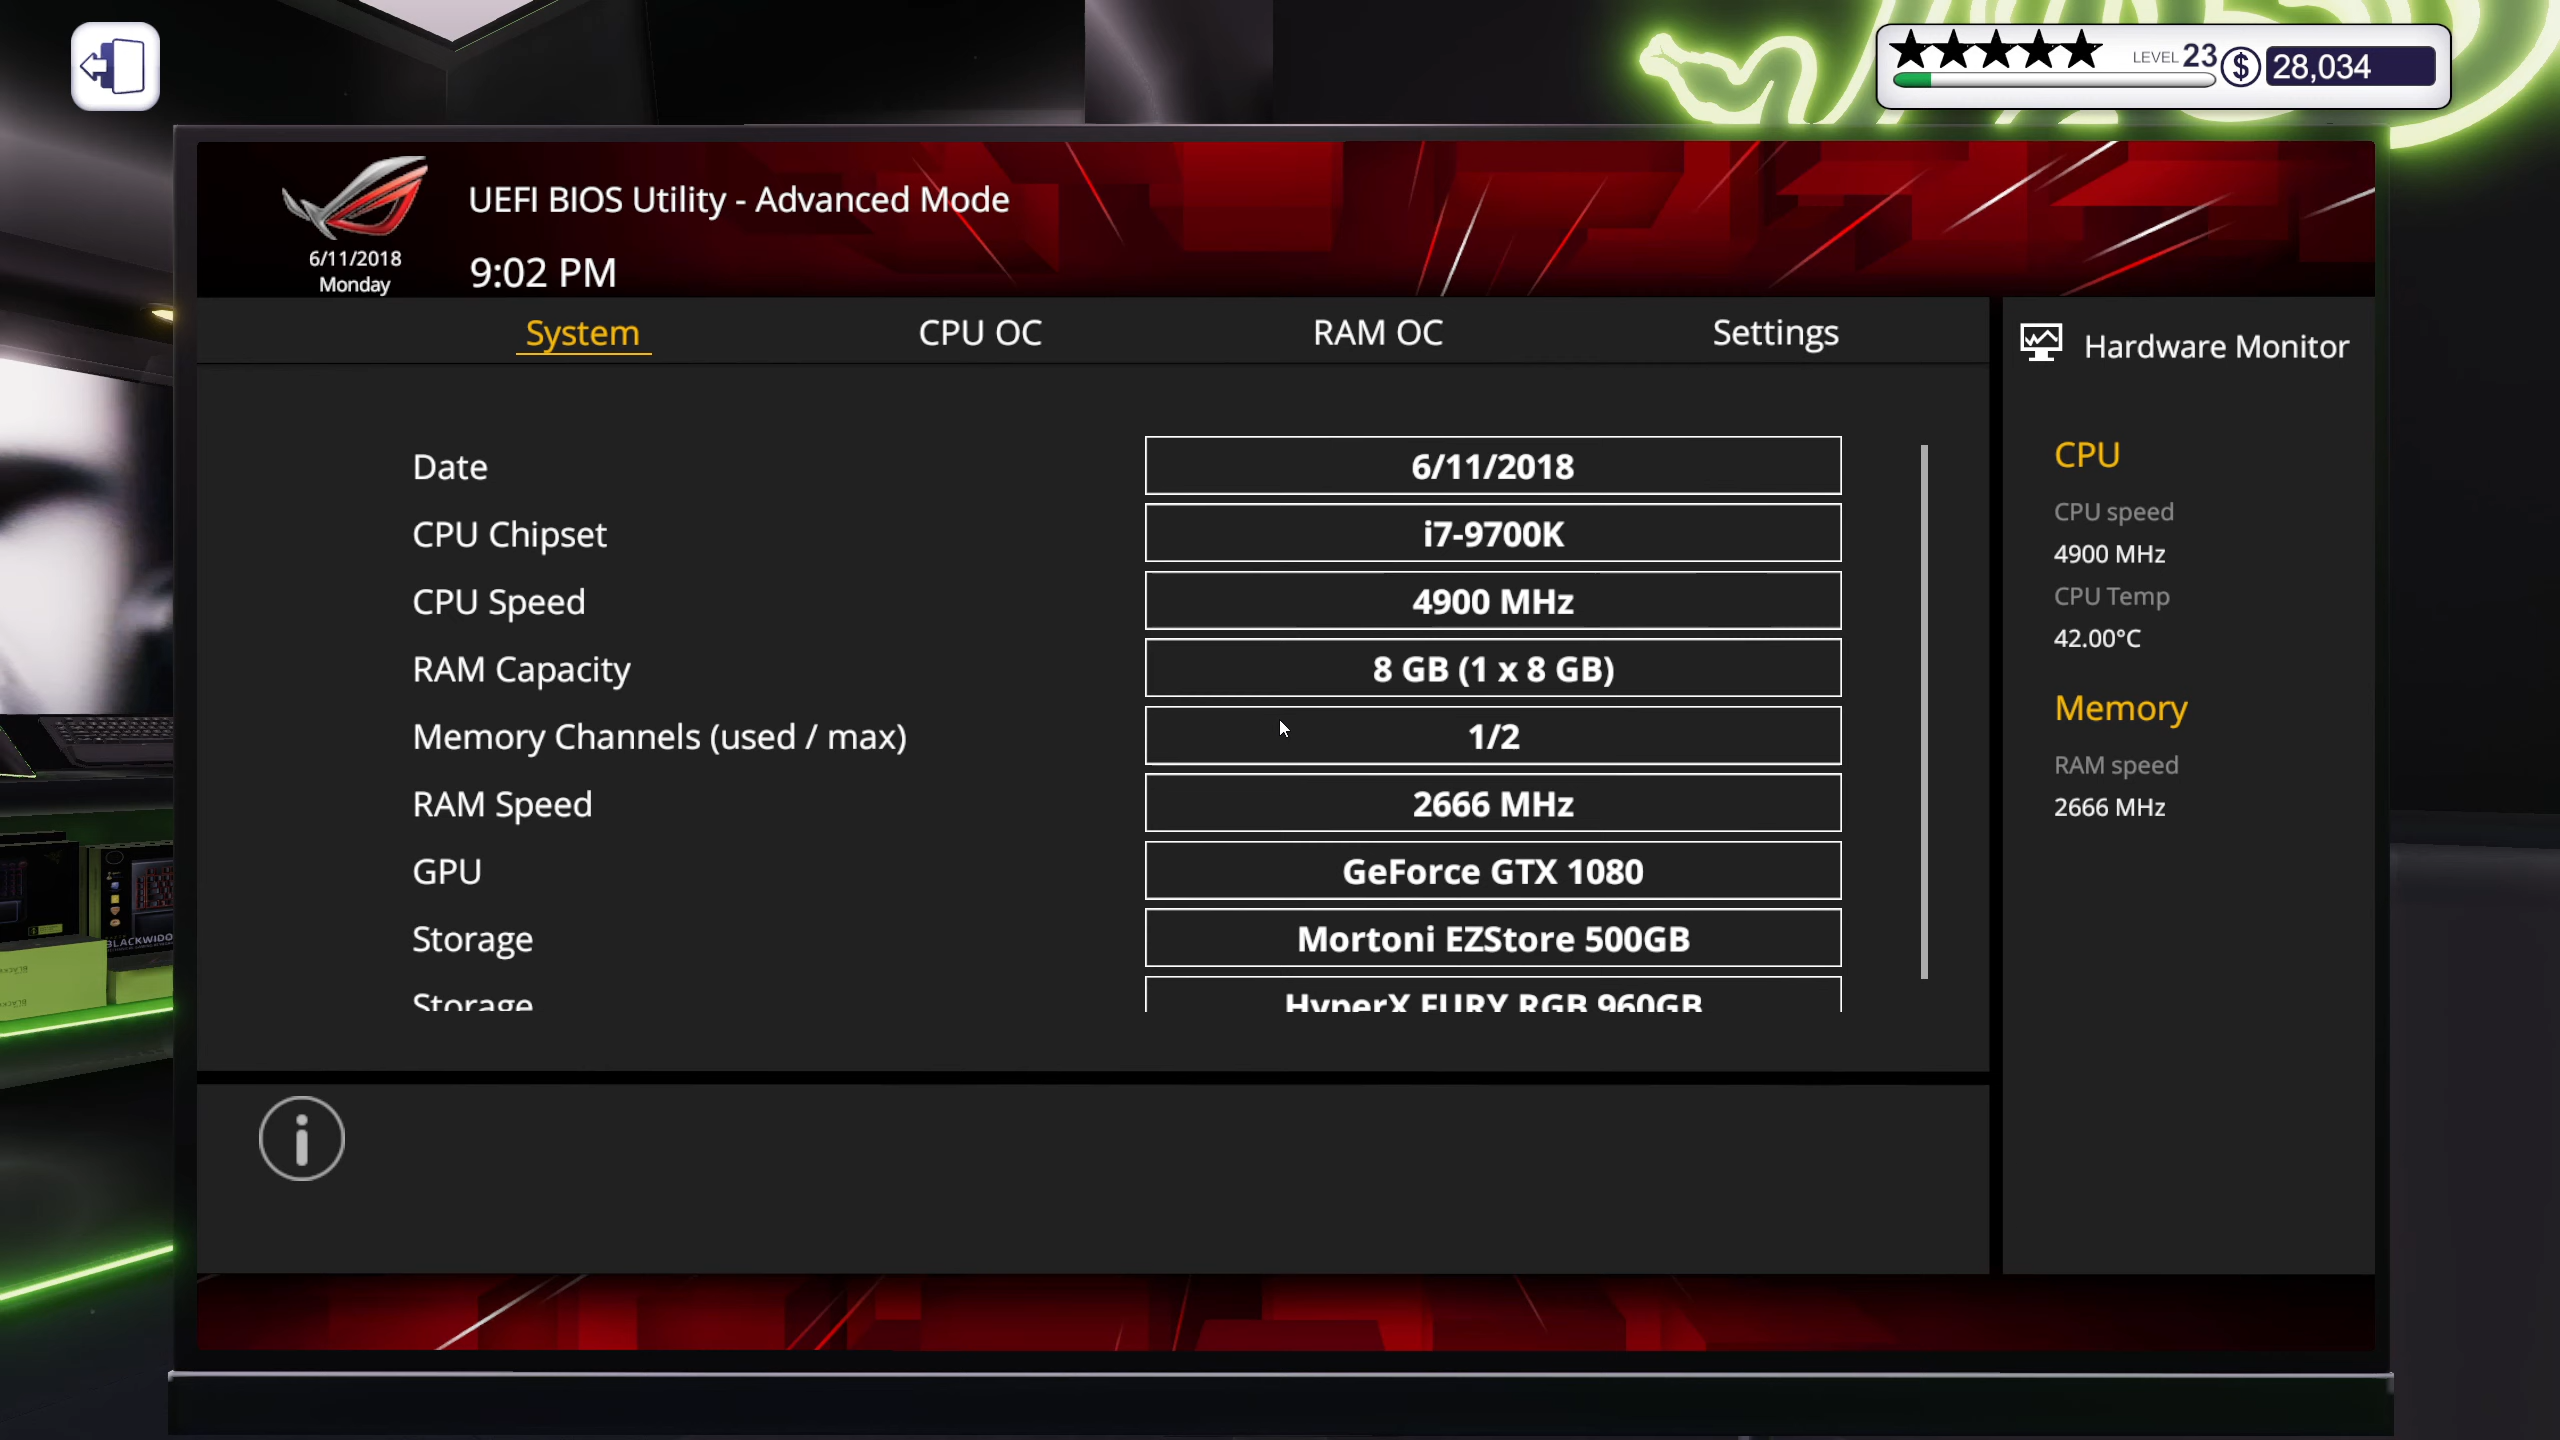 LEVEL 23 $ 28,034
UEFI BIOS Utility - Advanced Mode
6/11/2018
Monday
9:02 PM
System CPU OC RAM OC Settings
Hardware Monitor
Date 6/11/2018
CPU Chipset i7-9700K
CPU Speed 4900 MHz
RAM Capacity 8 GB (1 x 8 GB)
Memory Channels (used / max) 1/2
RAM Speed 2666 MHz
GPU GeForce GTX 1080
Storage Mortoni EZStore 500GB
Storage HyperX FURY RGB 960GB
CPU
CPU speed
4900 MHz
CPU Temp
42.00°C
Memory
RAM speed
2666 MHz
BLACKWIDO